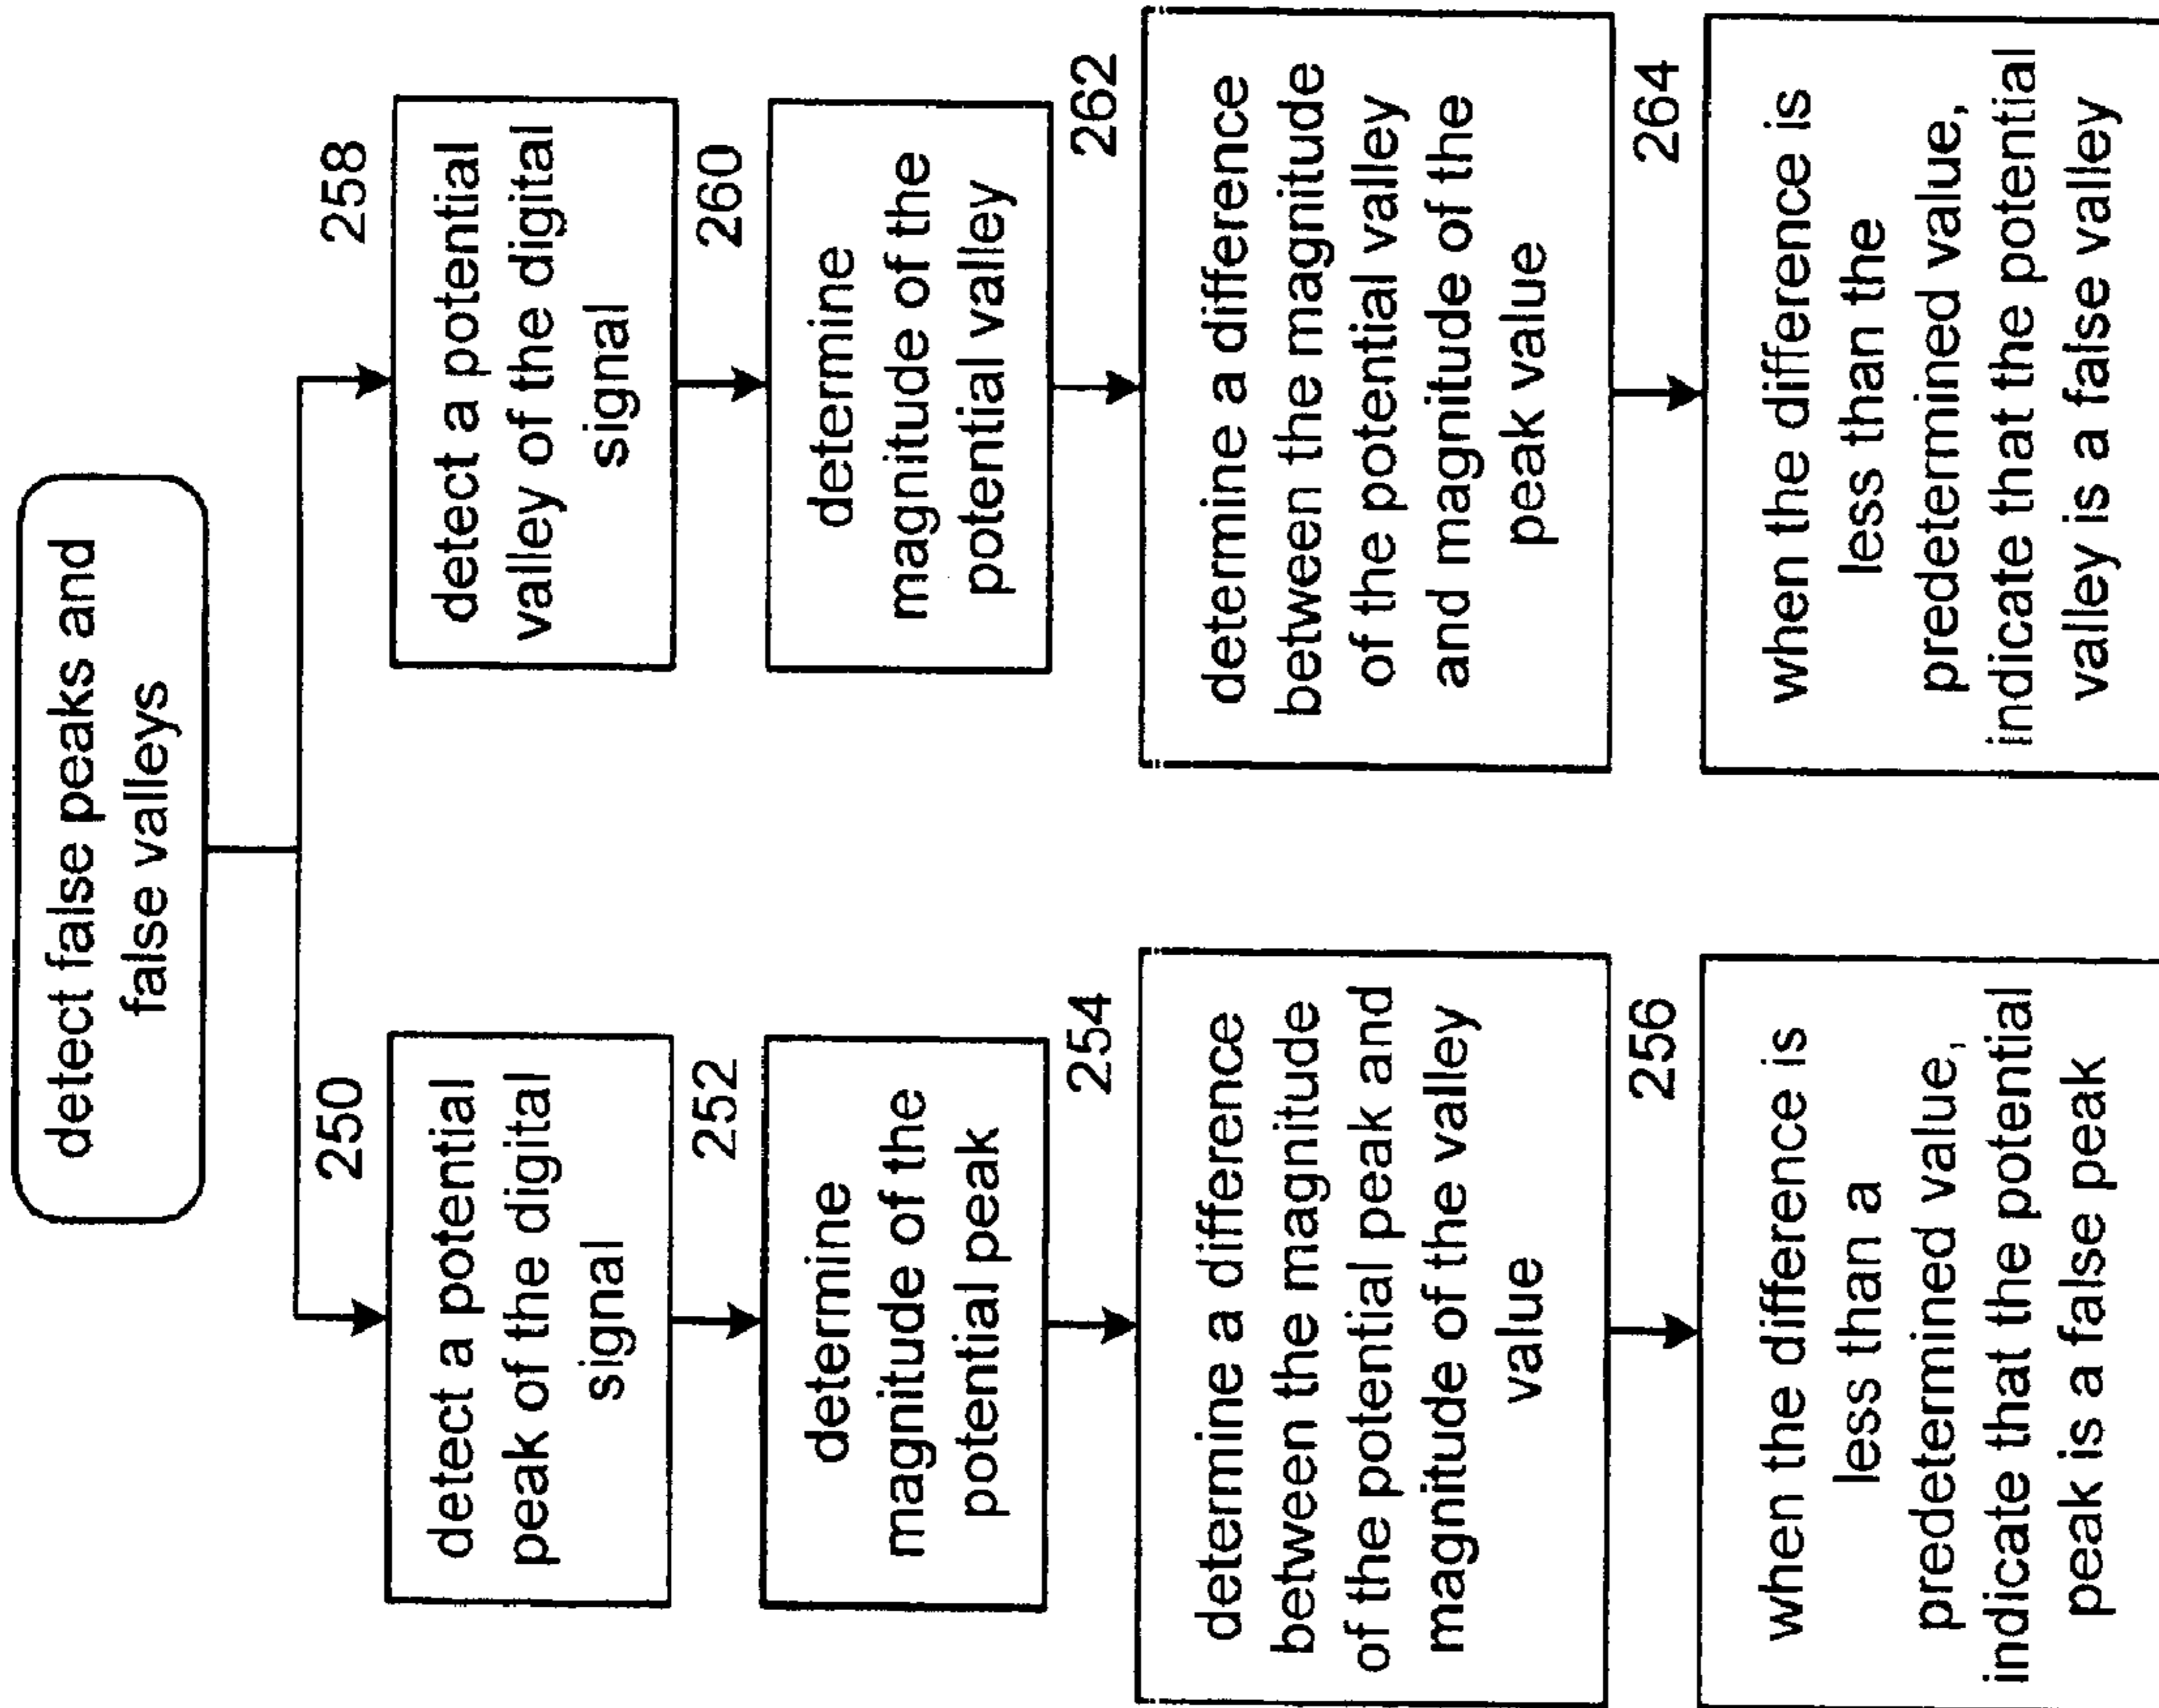 detect false peaks and
false valleys
250
detect a potential
peak of the digital
signal
252
determine
magnitude of the
potential peak
254
determine a difference
between the magnitude
of the potential peak and
magnitude of the valley
value
256
when the difference is
less than a
predetermined value,
indicate that the potential
peak is a false peak
258
detect a potential
valley of the digital
signal
260
determine
magnitude of the
potential valley
262
determine a difference
between the magnitude
of the potential valley
and magnitude of the
peak value
264
when the difference is
less than the
predetermined value,
indicate that the potential
valley is a false valley